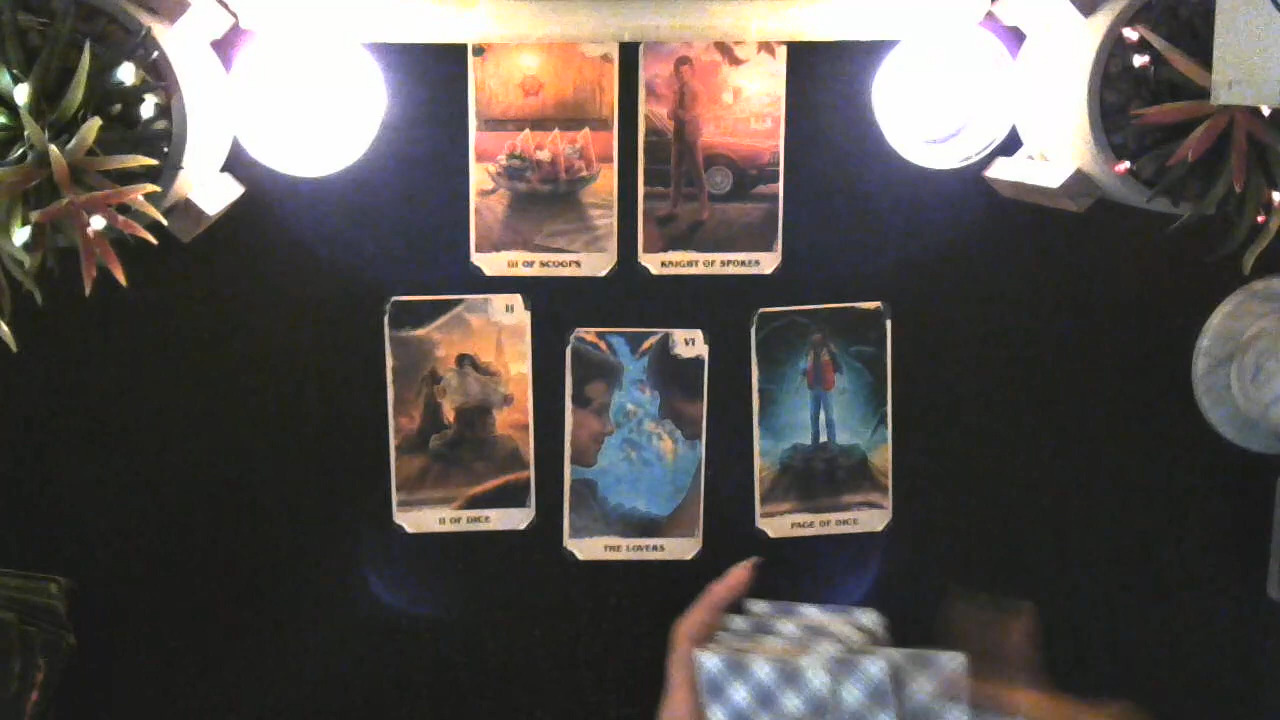 III OF SCOOPS
KNIGHT OF SPOKES
II
II OF DICE
VI
THE LOVERS
PAGE OF DICE